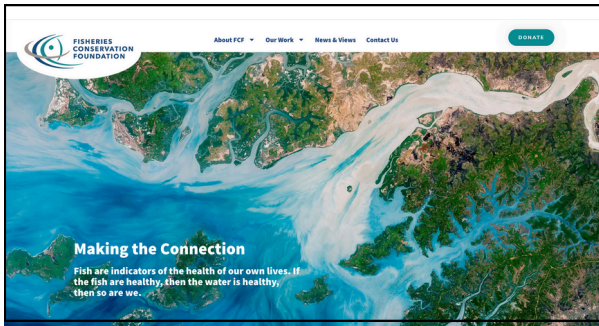 FISHERIES
CONSERVATION
FOUNDATION
About FCF
Our Work
News & Views
Contact Us
DONATE
Making the Connection
Fish are indicators of the health of our own lives. If
the fish are healthy, then the water is healthy,
then so are we.